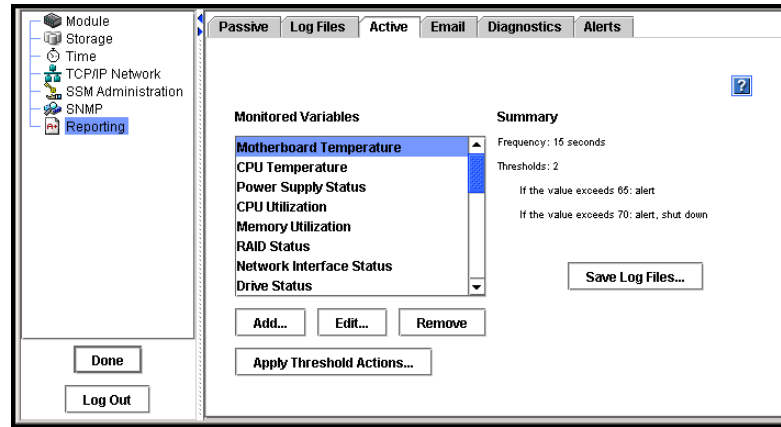 Module
Storage
Time
TCP/IP Network
SSM Administration
SNMP
Reporting
Done
Log Out
Passive Log Files Active Email Diagnostics Alerts
?
Monitored Variables
Motherboard Temperature
CPU Temperature
Power Supply Status
CPU Utilization
Memory Utilization
RAID Status
Network Interface Status
Drive Status
Add... Edit... Remove
Apply Threshold Actions...
Summary
Frequency: 15 seconds
Thresholds: 2
If the value exceeds 65: alert
If the value exceeds 70: alert, shut down
Save Log Files...